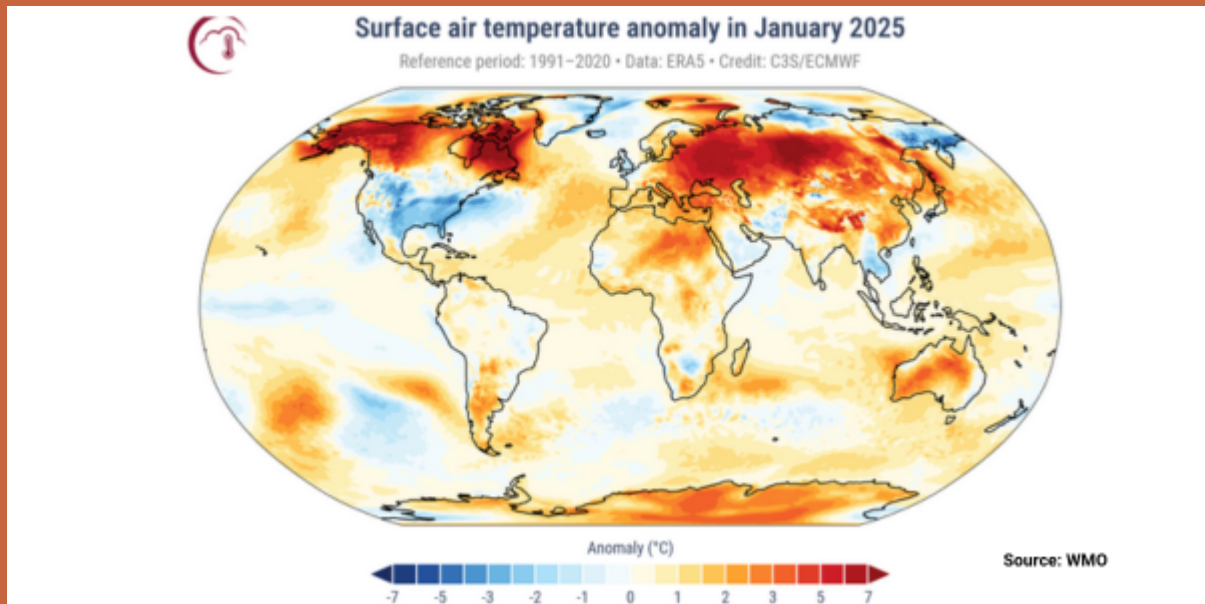 Surface air temperature anomaly in January 2025
Reference period: 1991–2020 • Data: ERA5 • Credit: C3S/ECMWF
Anomaly (°C)
Source: WMO
-7 -5 -3 -2 -1 0 1 2 3 5 7